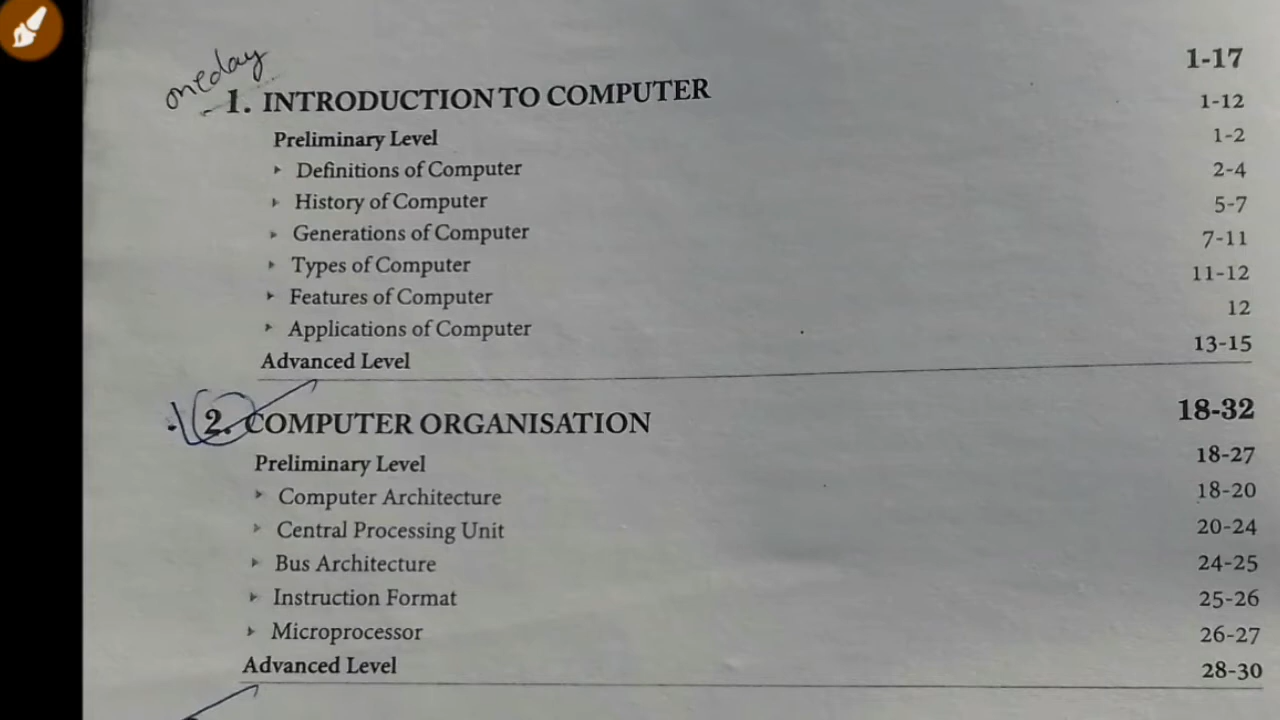 oneday
1. INTRODUCTION TO COMPUTER 1-17
Preliminary Level 1-12
Definitions of Computer 1-2
History of Computer 2-4
Generations of Computer 5-7
Types of Computer 7-11
Features of Computer 11-12
Applications of Computer 12
Advanced Level 13-15
2. COMPUTER ORGANISATION 18-32
Preliminary Level 18-27
Computer Architecture 18-20
Central Processing Unit 20-24
Bus Architecture 24-25
Instruction Format 25-26
Microprocessor 26-27
Advanced Level 28-30